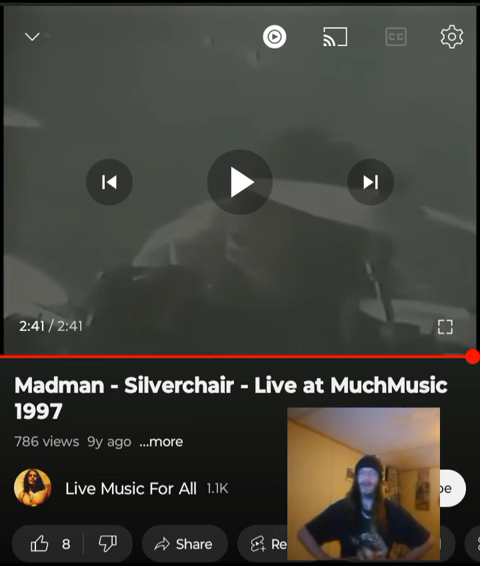 CC
2:41 / 2:41
Madman - Silverchair - Live at MuchMusic
1997
786 views 9y ago ...more
Live Music For All 1.1K
8 Share